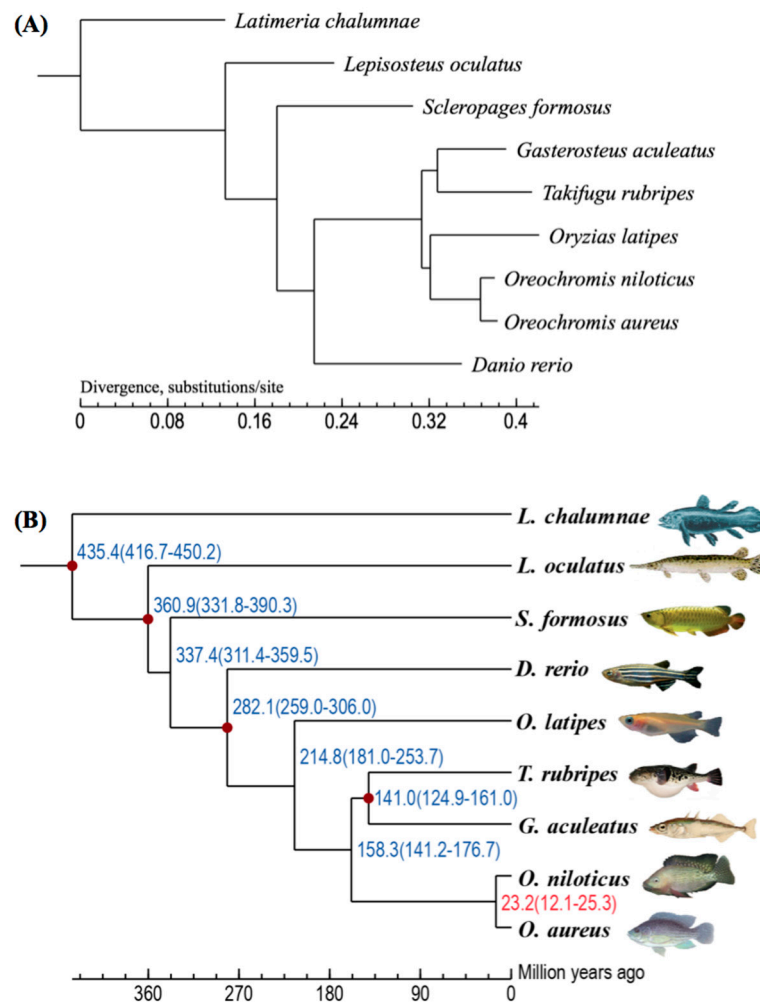 (A)
Latimeria chalumnae
Lepisosteus oculatus
Scleropages formosus
Gasterosteus aculeatus
Takifugu rubripes
Oryzias latipes
Oreochromis niloticus
Oreochromis aureus
Danio rerio
Divergence, substitutions/site
0 0.08 0.16 0.24 0.32 0.4
(B)
L. chalumnae
435.4(416.7-450.2)
L. oculatus
360.9(331.8-390.3)
S. formosus
337.4(311.4-359.5)
D. rerio
282.1(259.0-306.0)
O. latipes
214.8(181.0-253.7)
T. rubripes
141.0(124.9-161.0)
G. aculeatus
158.3(141.2-176.7)
O. niloticus
23.2(12.1-25.3)
O. aureus
Million years ago
360 270 180 90 0